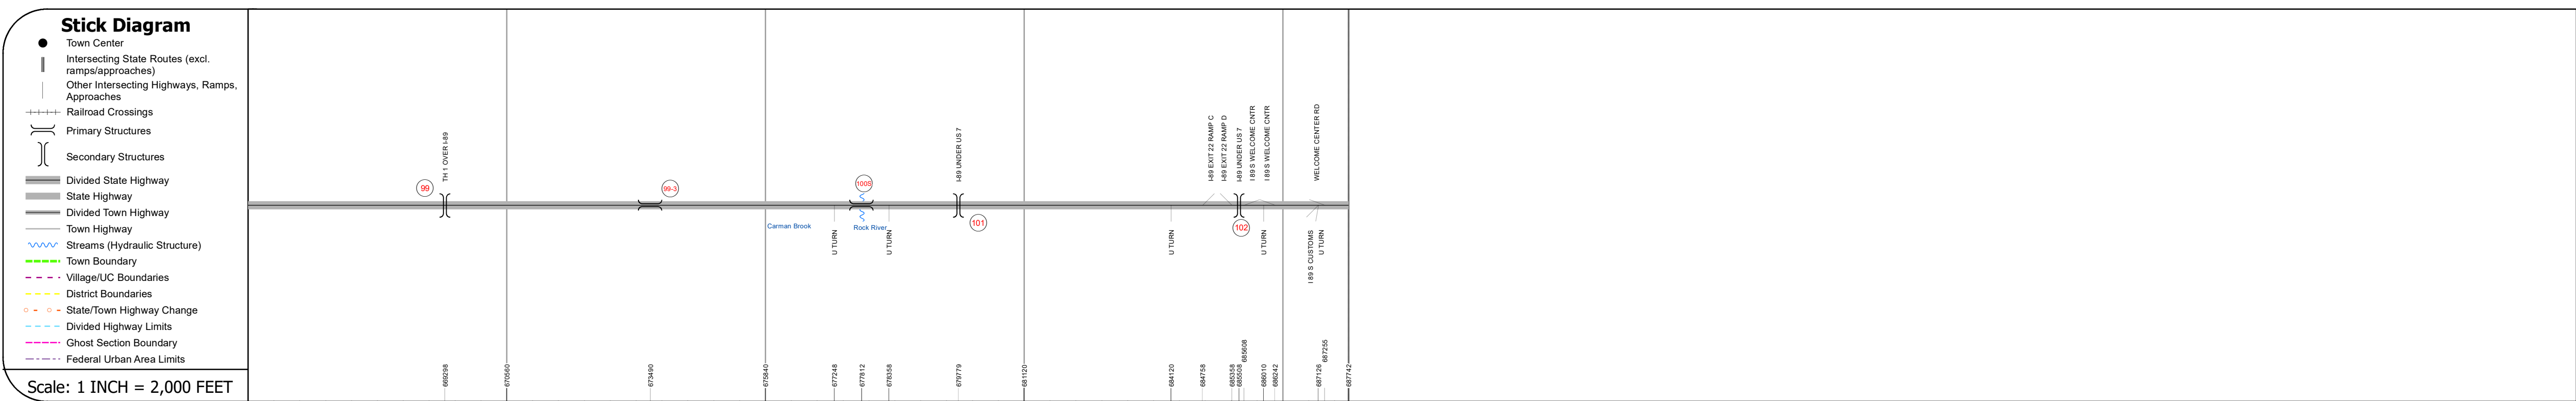 Stick Diagram
Town Center
Intersecting State Routes (excl.
ramps/approaches)
Other Intersecting Highways, Ramps,
Approaches
Railroad Crossings
Primary Structures
Secondary Structures
Divided State Highway
State Highway
Divided Town Highway
Town Highway
Streams (Hydraulic Structure)
Town Boundary
Village/UC Boundaries
District Boundaries
State/Town Highway Change
Divided Highway Limits
Ghost Section Boundary
Federal Urban Area Limits
Scale: 1 INCH = 2,000 FEET
TH 1 OVER I-89
I-89 UNDER US 7
I-89 EXIT 22 RAMP C
I-89 EXIT 22 RAMP D
I-89 UNDER US 7
I 89 S WELCOME CNTR
I 89 S WELCOME CNTR
WELCOME CENTER RD
99
99-3
100S
101
102
Carman Brook
U TURN
Rock River
U TURN
U TURN
U TURN
I 89 S CUSTOMS
U TURN
669298
670560
673490
675840
677248
677812
678358
679779
681120
684120
684758
685358
685608
685608
686010
686242
687126
687255
687742